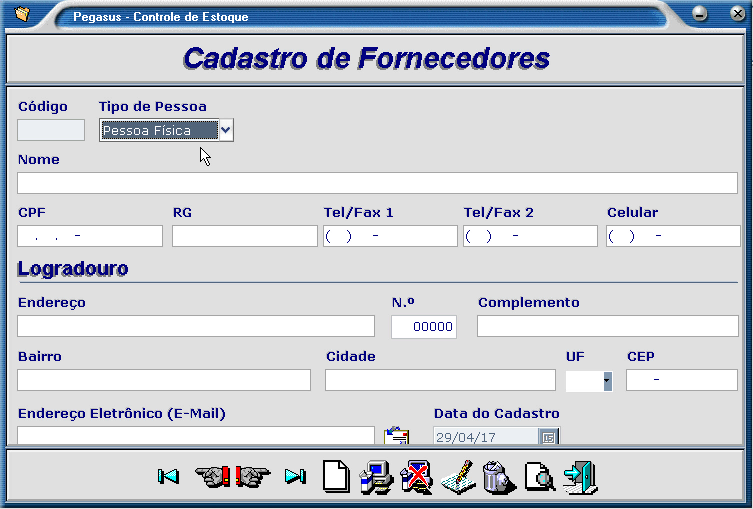 Pegasus - Controle de Estoque
Cadastro de Fornecedores
Código Tipo de Pessoa
Pessoa Física
Nome
CPF RG Tel/Fax 1 Tel/Fax 2 Celular
. . - ( ) - ( ) - ( ) -
Logradouro
Endereço N.º Complemento
00000
Bairro Cidade UF CEP
-
Endereço Eletrônico (E-Mail) Data do Cadastro
29/04/17 15